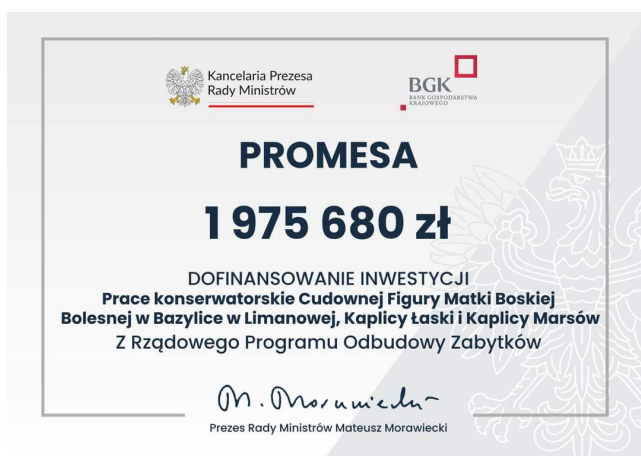 Kancelaria Prezesa
Rady Ministrów
BGK
BANK GOSPODARSTWA
KRAJOWEGO
PROMESA
1 975 680 zł
DOFINANSOWANIE INWESTYCJI
Prace konserwatorskie Cudownej Figury Matki Boskiej
Bolesnej w Bazylice w Limanowej, Kaplicy Łaski i Kaplicy Marsów
Z Rządowego Programu Odbudowy Zabytków
M. Morawiecki
Prezes Rady Ministrów Mateusz Morawiecki